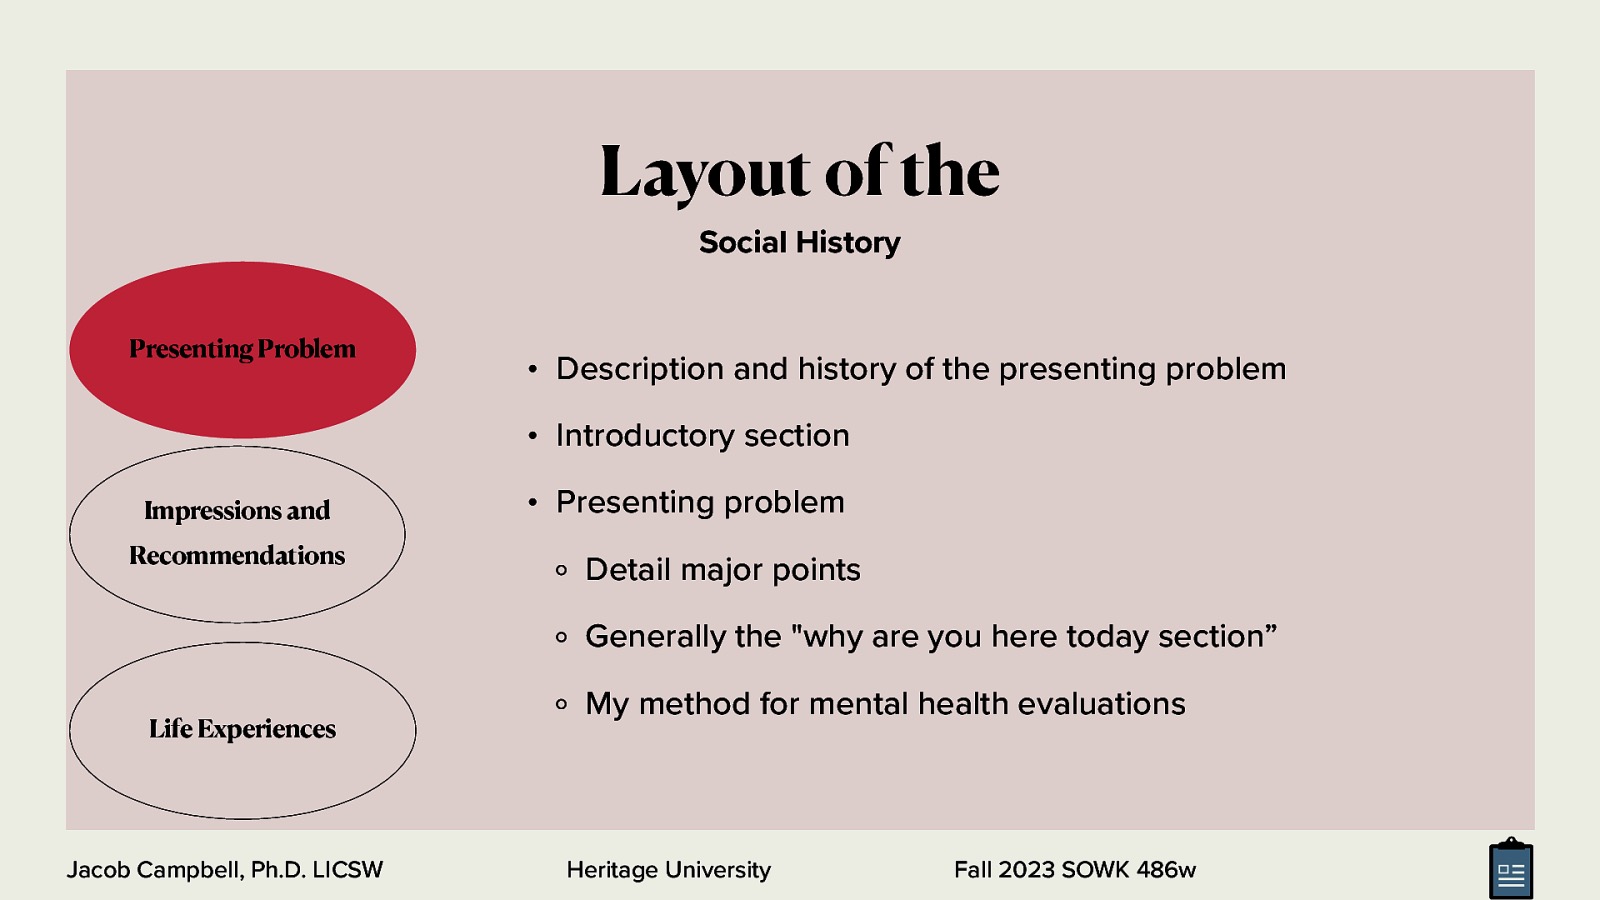 Layout of the
Social History
Presenting Problem
Impressions and
Recommendations
Life Experiences
• Description and history of the presenting problem
• Introductory section
• Presenting problem
∘ Detail major points
∘ Generally the "why are you here today section”
∘ My method for mental health evaluations
Jacob Campbell, Ph.D. LICSW
Heritage University
Fall 2023 SOWK 486w